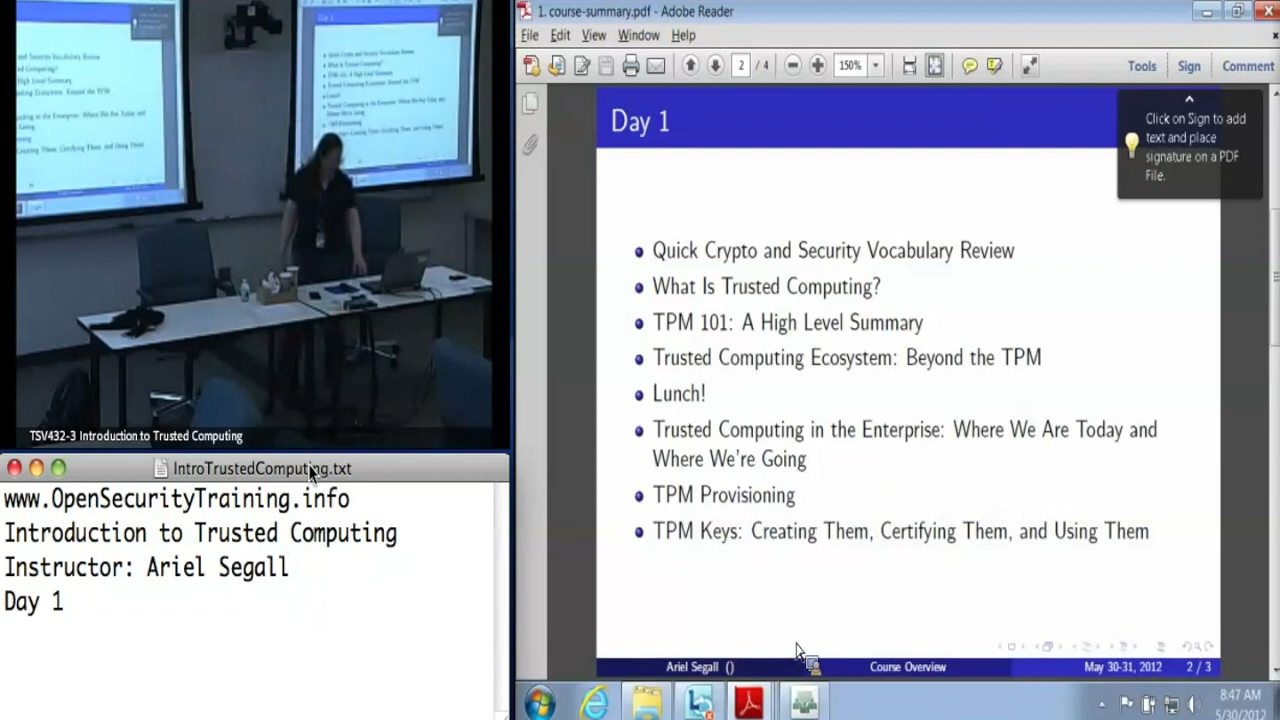 TSV432-3 Introduction to Trusted Computing
IntroTrustedComputing.txt
www.OpenSecurityTraining.info
Introduction to Trusted Computing
Instructor: Ariel Segall
Day 1
1. course-summary.pdf - Adobe Reader
File Edit View Window Help
2 / 4 150% Tools Sign Comment
Day 1
Click on Sign to add
text and place
signature on a PDF
File.
Quick Crypto and Security Vocabulary Review
What Is Trusted Computing?
TPM 101: A High Level Summary
Trusted Computing Ecosystem: Beyond the TPM
Lunch!
Trusted Computing in the Enterprise: Where We Are Today and
Where We're Going
TPM Provisioning
TPM Keys: Creating Them, Certifying Them, and Using Them
Ariel Segall () Course Overview May 30-31, 2012 2 / 3
8:47 AM
5/30/2012